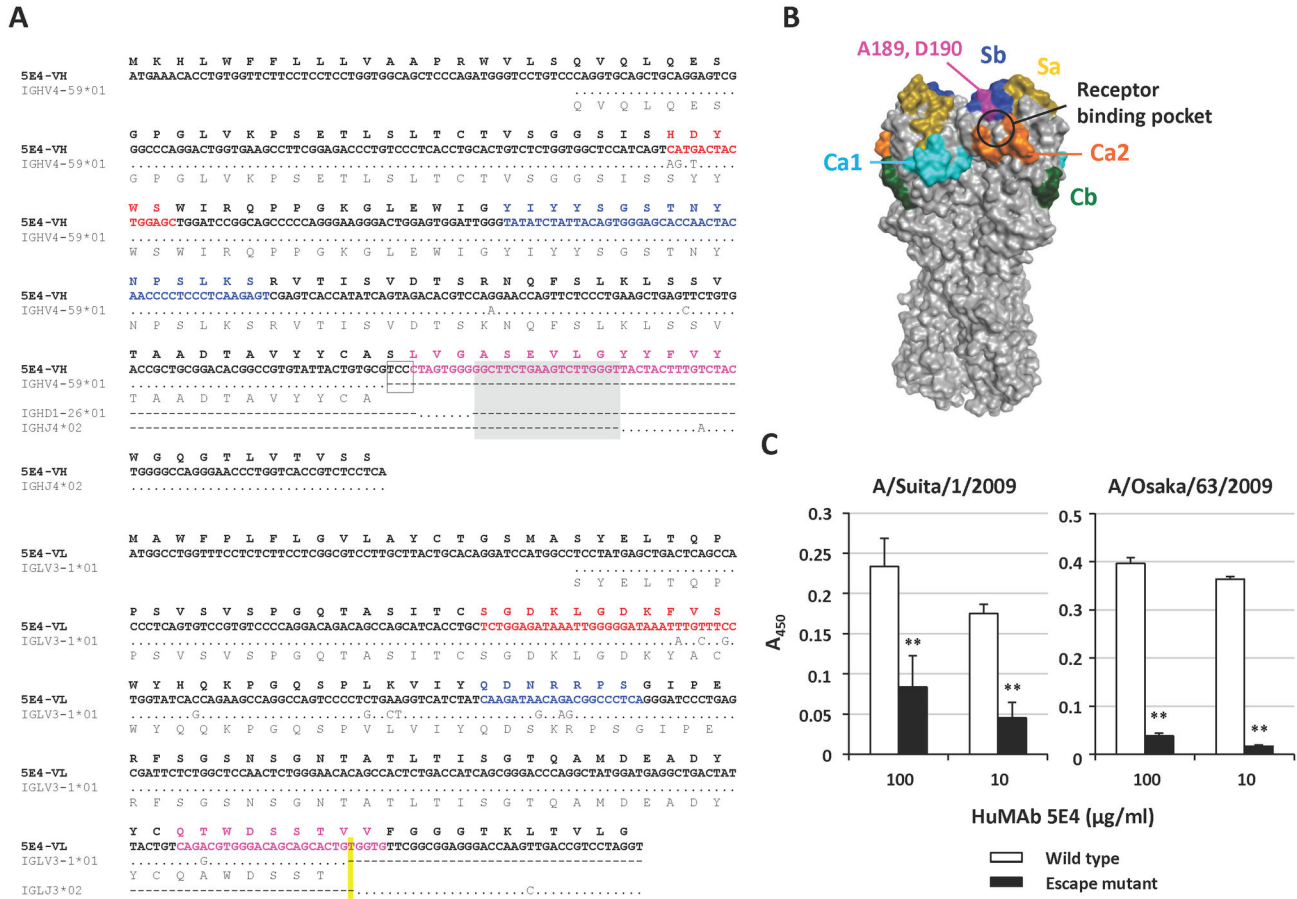 A
M K H L W F F L L L V A A P R W V L S Q V Q L Q E S
5E4-VH ATGAAACACCTGTGGTTCTTCCTCCTCCTGGTGGCAGCTCCCAGATGGGTCCTGTCCCAGGTGCAGCTGCAGGAGTCG
IGHV4-59*01
Q V Q L Q E S
G P G L V K P S E T L S L T C T V S G G S I S H D Y
5E4-VH GGCCCAGGACTGGTGAAGCCTTCGGAGACCCTGTCCCTCACCTGCACTGTCTCTGGTGGCTCCATCAGTCATGACTAC
IGHV4-59*01 AG.T
G P G L V K P S E T L S L T C T V S G G S I S S Y Y
W S W I R Q P P G K G L E W I G Y I Y Y S G S T N Y
5E4-VH TGGAGCTGGATCCGGCAGCCCCCAGGGAAGGGACTGGAGTGGATTGGGTATATCTATTACAGTGGGAGCACCAACTAC
IGHV4-59*01
W S W I R Q P P G K G L E W I G Y I Y Y S G S T N Y
N P S L K S R V T I S V D T S R N Q F S L K L S S V
5E4-VH AACCCCTCCCTCAAGAGTCGAGTCACCATATCAGTAGACACGTCCAGGAACCAGTTCTCCCTGAAGCTGAGTTCTGTG
IGHV4-59*01 A C
N P S L K S R V T I S V D T S K N Q F S L K L S S V
T A A D T A V Y Y C A S L V G A S E V L G Y Y F V Y
5E4-VH ACCGCTGCGGACACGGCCGTGTATTACTGTGCGTCCCTAGTGGGGGCTTCTGAAGTCTTGGGTTACTACTTTGTCTAC
IGHV4-59*01
T A A D T A V Y Y C A
IGHD1-26*01
IGHJ4*02 A
W G Q G T L V T V S S
5E4-VH TGGGGCCAGGGAACCCTGGTCACCGTCTCCTCA
IGHJ4*02
M A W F P L F L G V L A Y C T G S M A S Y E L T Q P
5E4-VL ATGGCCTGGTTTCCTCTCTTCCTCGGCGTCCTTGCTTACTGCACAGGATCCATGGCCTCCTATGAGCTGACTCAGCCA
IGLV3-1*01
S Y E L T Q P
P S V S V S P G Q T A S I T C S G D K L G D K F V S
5E4-VL CCCTCAGTGTCCGTGTCCCCAGGACAGACAGCCAGCATCACCTGCTCTGGAGATAAATTGGGGGATAAATTTGTTTCC
IGLV3-1*01 A.C.G
P S V S V S P G Q T A S I T C S G D K L G D K Y A C
W Y H Q K P G Q S P L K V I Y Q D N R R P S G I P E
5E4-VL TGGTATCACCAGAAGCCAGGCCAGTCCCCTCTGAAGGTCATCTATCAAGATAACAGACGGCCCTCAGGGATCCCTGAG
IGLV3-1*01 G G.CT G.AG
W Y Q Q K P G Q S P V L V I Y Q D S K R P S G I P E
R F S G S N S G N T A T L T I S G T Q A M D E A D Y
5E4-VL CGATTCTCTGGCTCCAACTCTGGGAACACAGCCACTCTGACCATCAGCGGGACCCAGGCTATGGATGAGGCTGACTAT
IGLV3-1*01
R F S G S N S G N T A T L T I S G T Q A M D E A D Y
Y C Q T W D S S T V V F G G G T K L T V L G
5E4-VL TACTGTCAGACGTGGGACAGCAGCACTGTGGTGTTCGGCGGAGGGACCAAGTTGACCGTCCTAGGT
IGLV3-1*01 G
Y C Q A W D S S T
IGLJ3*02 C
B
A189, D190
Sb
Sa
Receptor
binding pocket
Ca1
Ca2
Cb
C
A/Suita/1/2009
A/Osaka/63/2009
0.3
0.25
0.2
0.15
0.1
0.05
0
0.5
0.4
0.3
0.2
0.1
0
A450
**
**
**
**
100
10
100
10
HuMAb 5E4 (µg/ml)
Wild type
Escape mutant